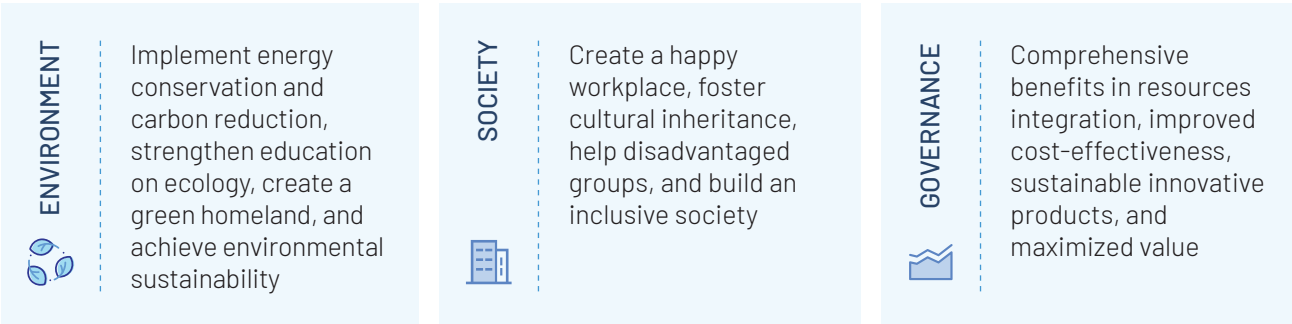 ENVIRONMENT
Implement energy
conservation and
carbon reduction,
strengthen education
on ecology, create a
green homeland, and
achieve environmental
sustainability
SOCIETY
Create a happy
workplace, foster
cultural inheritance,
help disadvantaged
groups, and build an
inclusive society
GOVERNANCE
Comprehensive
benefits in resources
integration, improved
cost-effectiveness,
sustainable innovative
products, and
maximized value